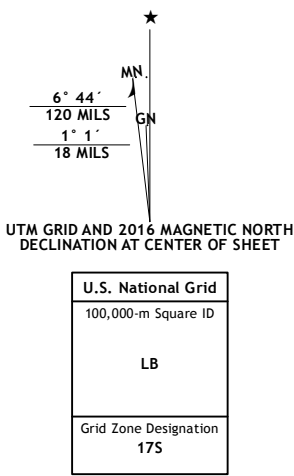 MN.
6° 44´
120 MILS
GN
1° 1´
18 MILS
UTM GRID AND 2016 MAGNETIC NORTH
DECLINATION AT CENTER OF SHEET
U.S. National Grid
100,000-m Square ID
LB
Grid Zone Designation
17S